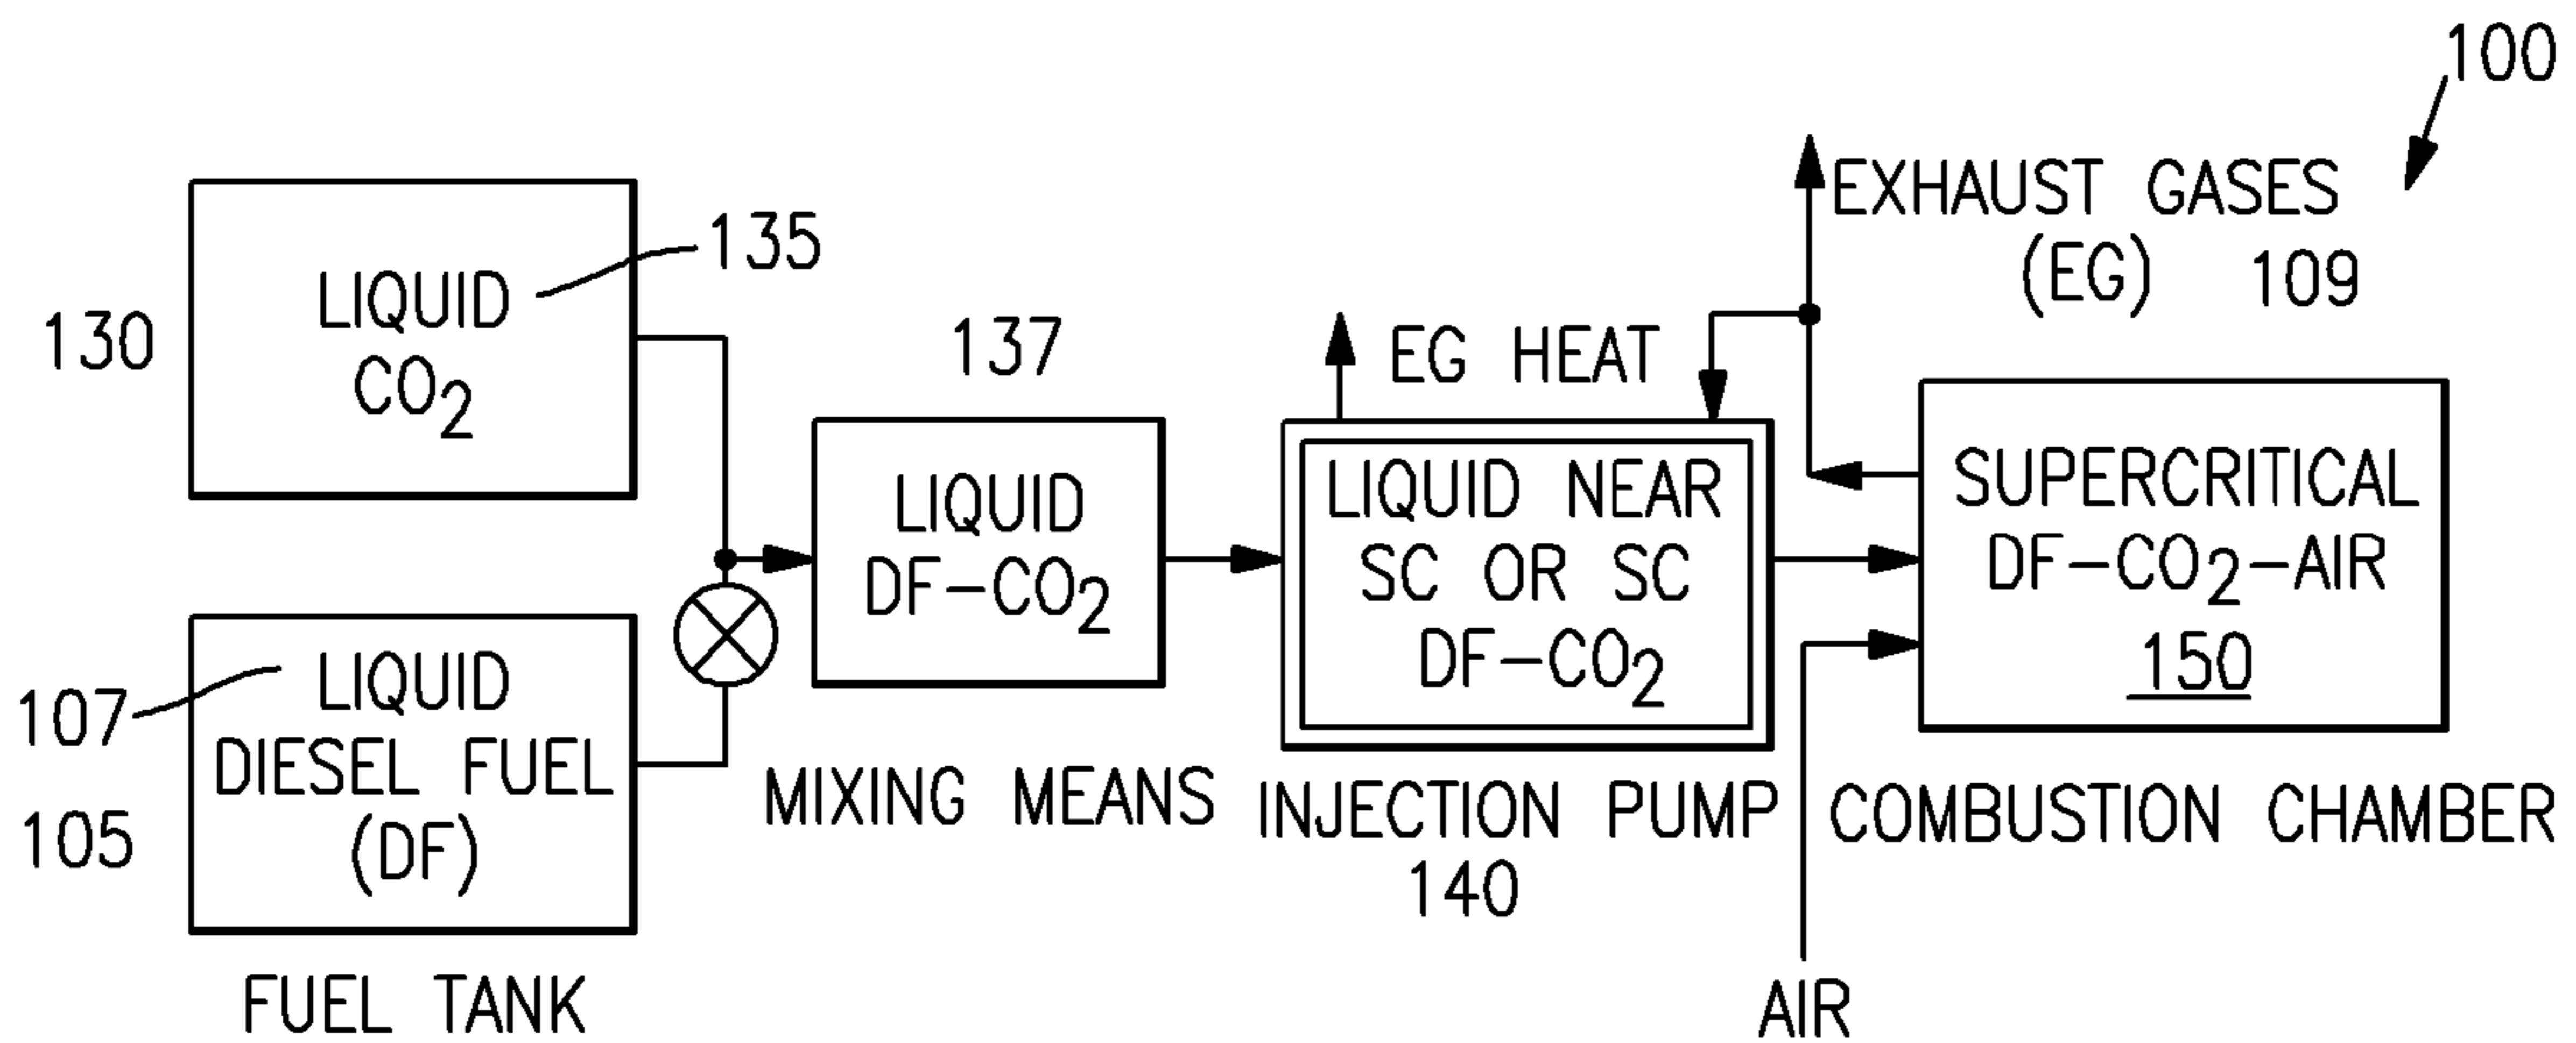 100
EXHAUST GASES
(EG) 109
135
LIQUID
CO2
130
137
EG HEAT
LIQUID
DF-CO2
LIQUID NEAR
SC OR SC
DF-CO2
SUPERCRITICAL
DF-CO2-AIR
150
107
LIQUID
DIESEL FUEL
(DF)
105
MIXING MEANS
INJECTION PUMP
140
COMBUSTION CHAMBER
FUEL TANK
AIR